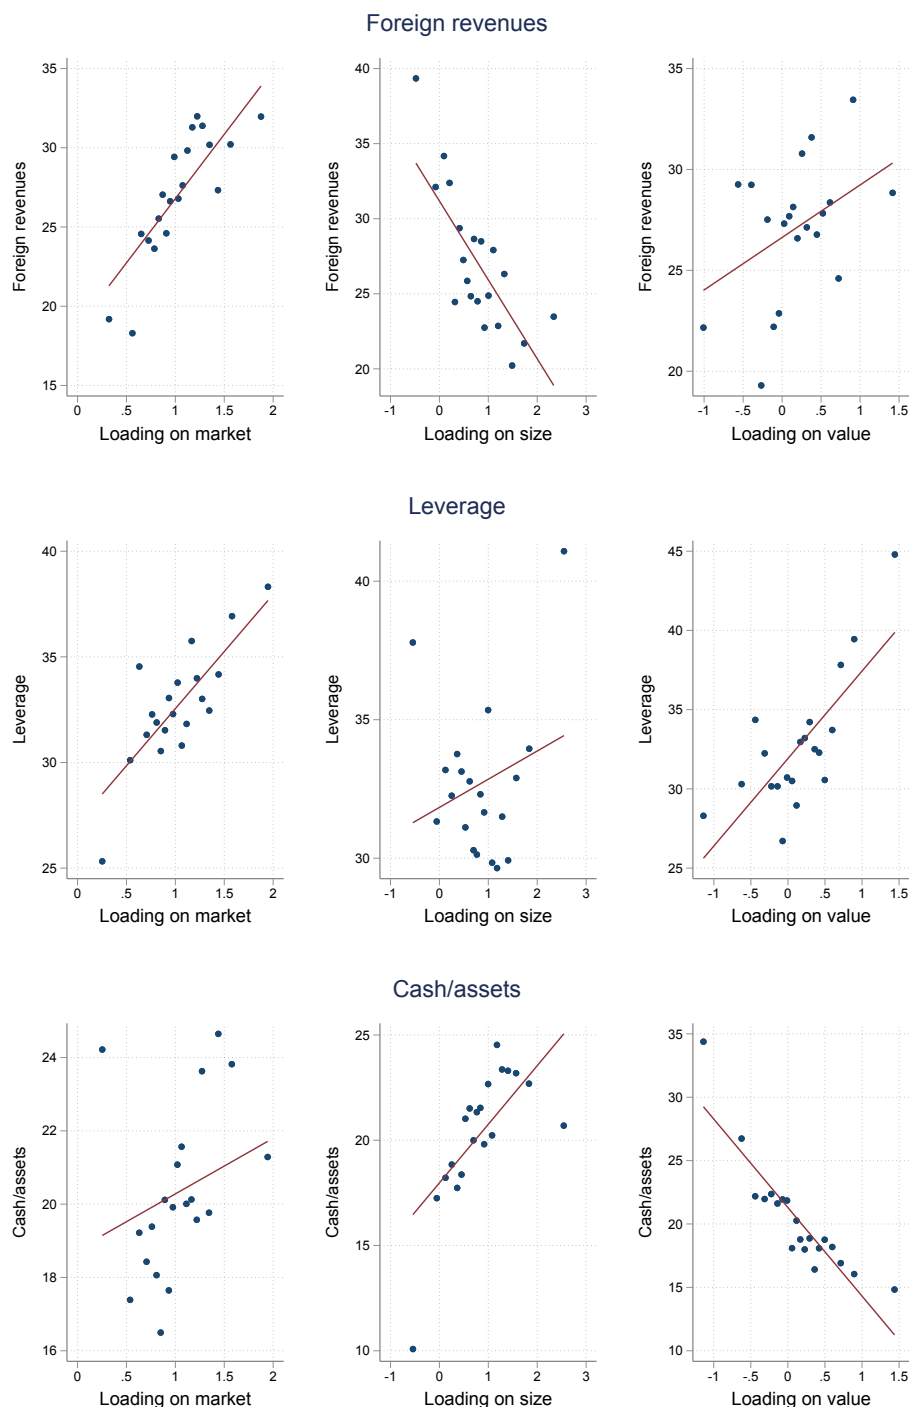 Foreign revenues
Foreign revenues
35
30
25
20
15
0 .5 1 1.5 2
Loading on market
Foreign revenues
40
35
30
25
20
-1 0 1 2 3
Loading on size
Foreign revenues
35
30
25
20
-1 -.5 0 .5 1 1.5
Loading on value
Leverage
Leverage
40
35
30
25
0 .5 1 1.5 2
Loading on market
Leverage
40
35
30
-1 0 1 2 3
Loading on size
Leverage
45
40
35
30
25
-1 -.5 0 .5 1 1.5
Loading on value
Cash/assets
Cash/assets
24
22
20
18
16
0 .5 1 1.5 2
Loading on market
Cash/assets
25
20
15
10
-1 0 1 2 3
Loading on size
Cash/assets
35
30
25
20
15
10
-1 -.5 0 .5 1 1.5
Loading on value